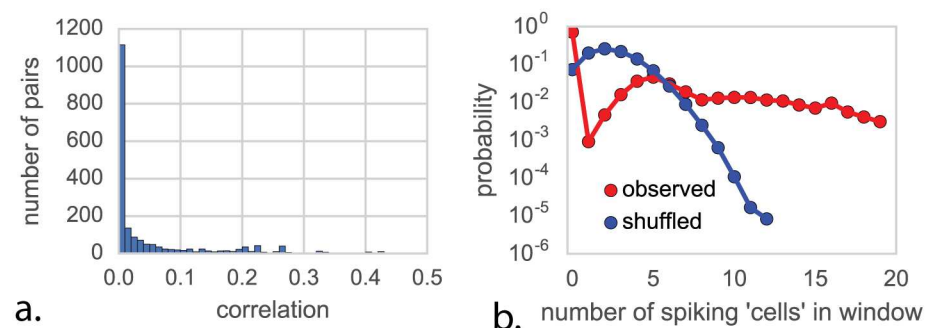 1200
1000
800
600
400
200
0
number of pairs
0.0 0.1 0.2 0.3 0.4 0.5
correlation
a.
10^0
10^-1
10^-2
10^-3
10^-4
10^-5
10^-6
probability
observed
shuffled
0 5 10 15 20
number of spiking 'cells' in window
b.